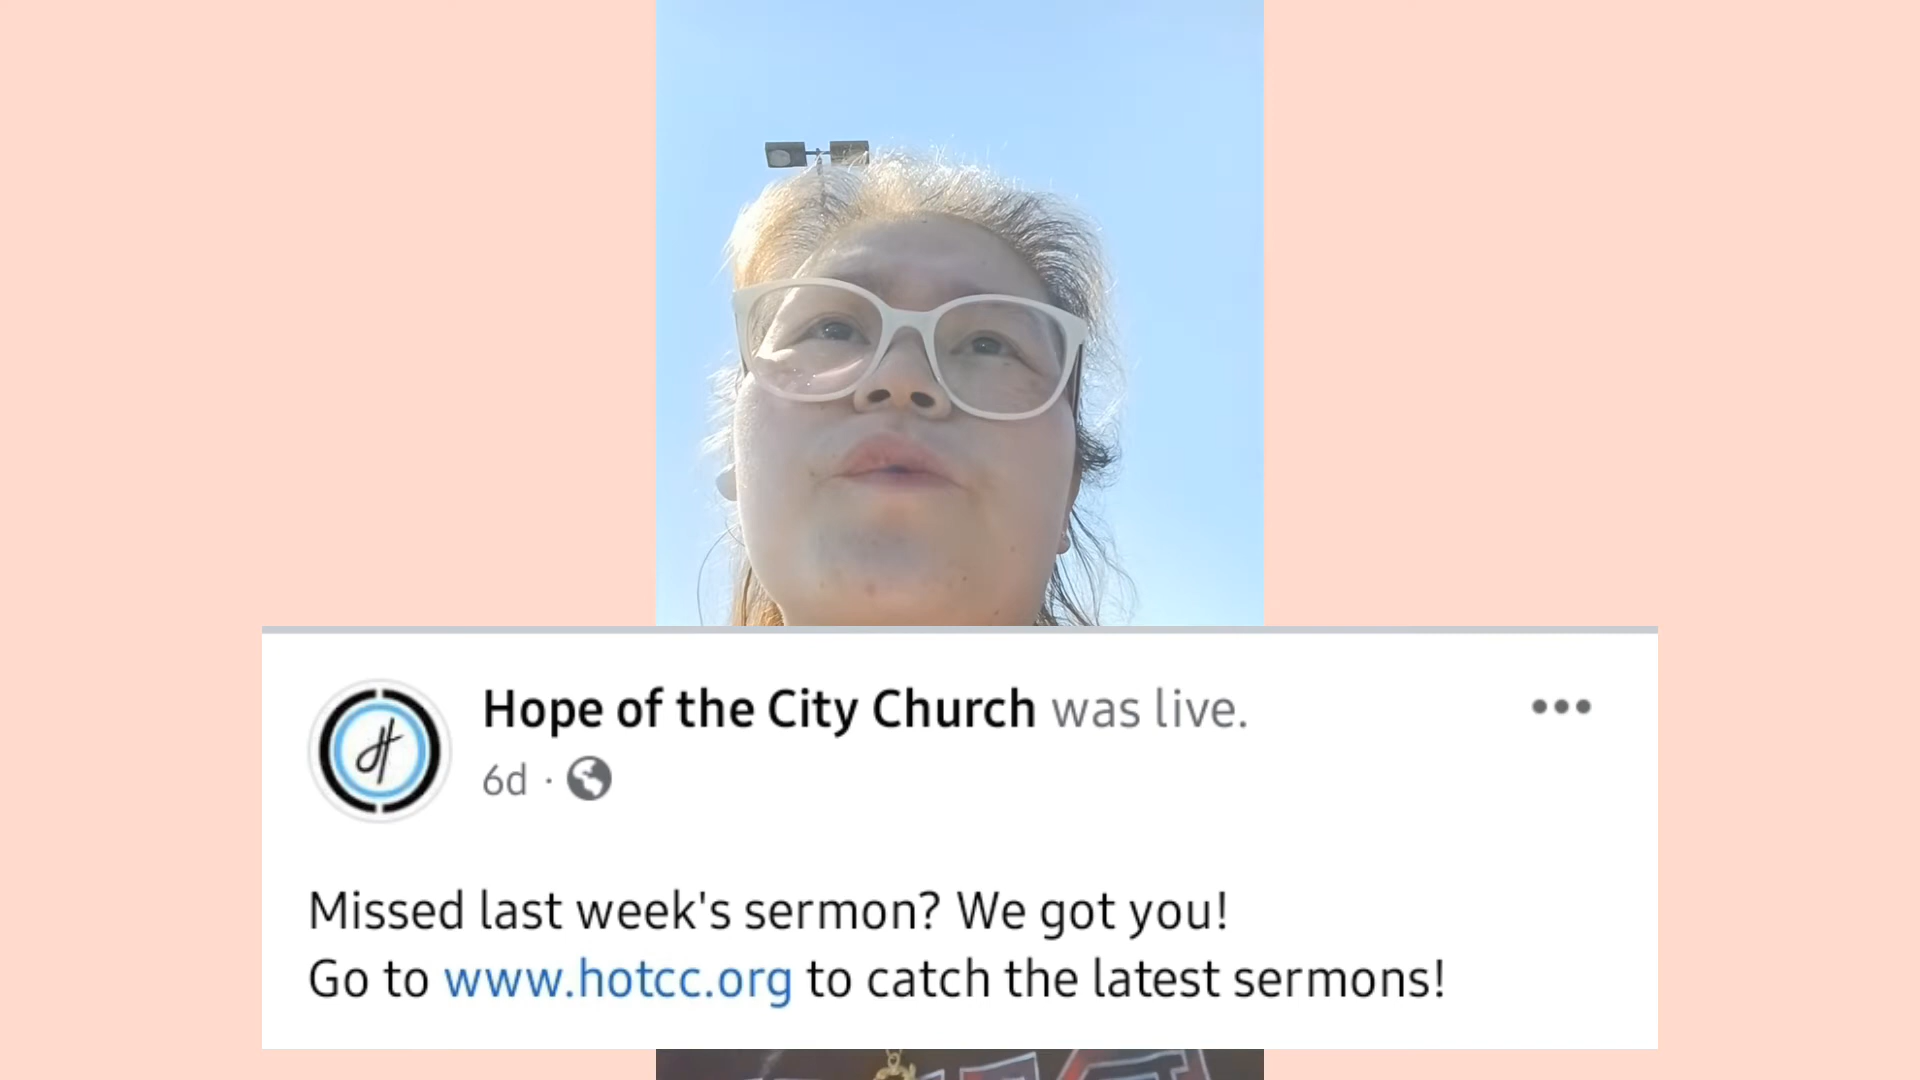 Hope of the City Church was live.
6d ·
Missed last week's sermon? We got you!
Go to www.hotcc.org to catch the latest sermons!